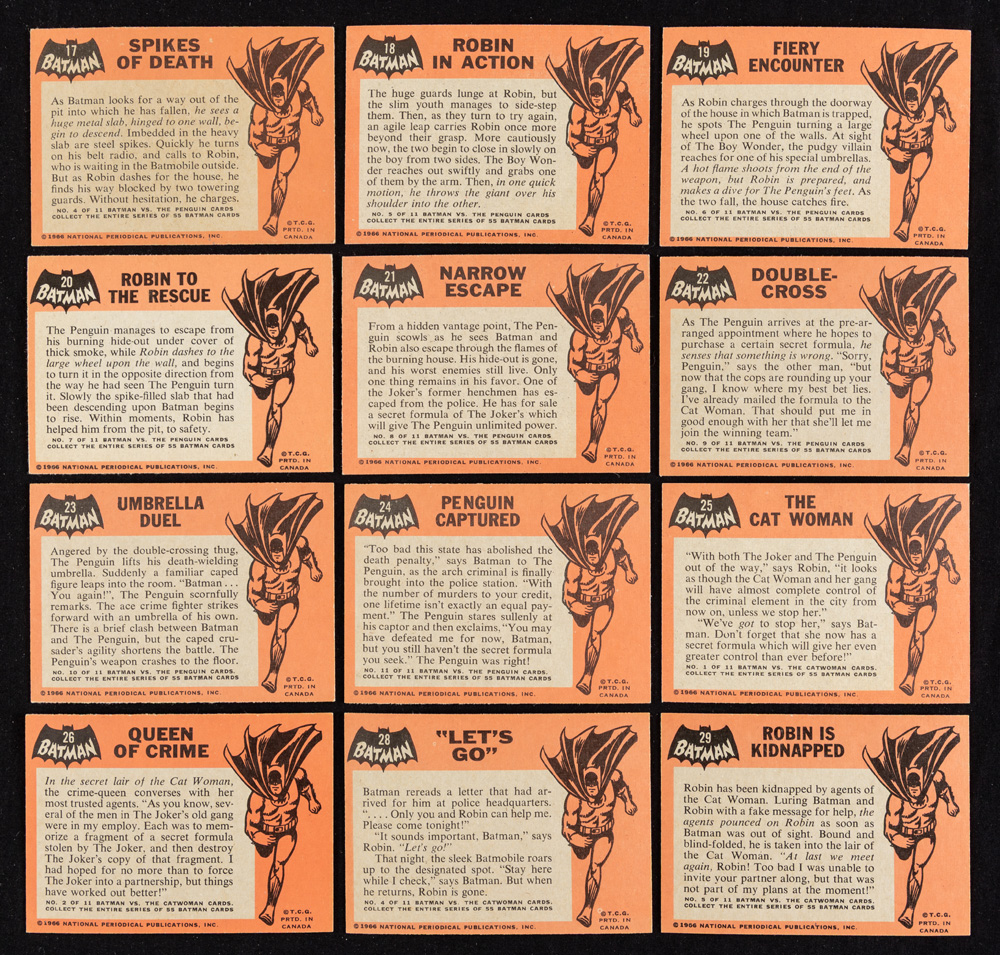 17
BATMAN
SPIKES
OF DEATH
As Batman looks for a way out of the
pit into which he has fallen, he sees a
huge metal slab, hinged to one wall, be-
gin to descend. Imbedded in the heavy
slab are steel spikes. Quickly he turns
on his belt radio, and calls to Robin,
who is waiting in the Batmobile outside.
But as Robin dashes for the house, he
finds his way blocked by two towering
guards. Without hesitation, he charges.
NO. 4 OF 11 BATMAN VS. THE PENGUIN CARDS
COLLECT THE ENTIRE SERIES OF 55 BATMAN CARDS
© 1966 NATIONAL PERIODICAL PUBLICATIONS, INC.
© T.C.G.
PRTD. IN
CANADA
18
BATMAN
ROBIN
IN ACTION
The huge guards lunge at Robin, but
the slim youth manages to side-step
them. Then, as they turn to try again,
an agile leap carries Robin once more
beyond their grasp. More cautiously
now, the two begin to close in slowly on
the boy from two sides. The Boy Won-
der reaches out swiftly and grabs one
of them by the arm. Then, in one quick
motion, he throws the giant over his
shoulder into the other.
NO. 5 OF 11 BATMAN VS. THE PENGUIN CARDS
COLLECT THE ENTIRE SERIES OF 55 BATMAN CARDS
© 1966 NATIONAL PERIODICAL PUBLICATIONS, INC.
© T.C.G.
PRTD. IN
CANADA
19
BATMAN
FIERY
ENCOUNTER
As Robin charges through the doorway
of the house in which Batman is trapped,
he spots The Penguin turning a large
wheel upon one of the walls. At sight
of The Boy Wonder, the pudgy villain
reaches for one of his special umbrellas.
A hot flame shoots from the end of the
weapon, but Robin is prepared, and
makes a dive for The Penguin's feet. As
the two fall, the house catches fire.
NO. 6 OF 11 BATMAN VS. THE PENGUIN CARDS
COLLECT THE ENTIRE SERIES OF 55 BATMAN CARDS
© 1966 NATIONAL PERIODICAL PUBLICATIONS, INC.
© T.C.G.
PRTD. IN
CANADA
20
BATMAN
ROBIN TO
THE RESCUE
The Penguin manages to escape from
his burning hide-out under cover of
thick smoke, while Robin dashes to the
large wheel upon the wall, and begins
to turn it in the opposite direction from
the way he had seen The Penguin turn
it. Slowly the spike-filled slab that had
been descending upon Batman begins
to rise. Within moments, Robin has
helped him from the pit, to safety.
NO. 7 OF 11 BATMAN VS. THE PENGUIN CARDS
COLLECT THE ENTIRE SERIES OF 55 BATMAN CARDS
© 1966 NATIONAL PERIODICAL PUBLICATIONS, INC.
© T.C.G.
PRTD. IN
CANADA
21
BATMAN
NARROW
ESCAPE
From a hidden vantage point, The Pen-
guin scowls as he sees Batman and
Robin also escape through the flames of
the burning house. His hide-out is gone,
and his worst enemies still live. Only
one thing remains in his favor. One of
the Joker's former henchmen has es-
caped from the police. He has for sale
a secret formula of The Joker's which
will give The Penguin unlimited power.
NO. 8 OF 11 BATMAN VS. THE PENGUIN CARDS
COLLECT THE ENTIRE SERIES OF 55 BATMAN CARDS
© 1966 NATIONAL PERIODICAL PUBLICATIONS, INC.
© T.C.G.
PRTD. IN
CANADA
22
BATMAN
DOUBLE-
CROSS
As The Penguin arrives at the pre-ar-
ranged appointment where he hopes to
purchase a certain secret formula, he
senses that something is wrong. “Sorry,
Penguin,” says the other man, “but
now that the cops are rounding up your
gang, I know where my best bet lies.
I've already mailed the formula to the
Cat Woman. That should put me in
good enough with her that she'll let me
join the winning team.”
NO. 9 OF 11 BATMAN VS. THE PENGUIN CARDS
COLLECT THE ENTIRE SERIES OF 55 BATMAN CARDS
© 1966 NATIONAL PERIODICAL PUBLICATIONS, INC.
© T.C.G.
PRTD. IN
CANADA
23
BATMAN
UMBRELLA
DUEL
Angered by the double-crossing thug,
The Penguin lifts his death-wielding
umbrella. Suddenly a familiar caped
figure leaps into the room. “Batman...
You again!”, The Penguin scornfully
remarks. The ace crime fighter strikes
forward with an umbrella of his own.
There is a brief clash between Batman
and The Penguin, but the caped cru-
sader's agility shortens the battle. The
Penguin's weapon crashes to the floor.
NO. 10 OF 11 BATMAN VS. THE PENGUIN CARDS.
COLLECT THE ENTIRE SERIES OF 55 BATMAN CARDS
© 1966 NATIONAL PERIODICAL PUBLICATIONS, INC.
© T.C.G.
PRTD. IN
CANADA
24
BATMAN
PENGUIN
CAPTURED
“Too bad this state has abolished the
death penalty,” says Batman to The
Penguin, as the arch criminal is finally
brought into the police station. “With
the number of murders to your credit,
one lifetime isn't exactly an equal pay-
ment.” The Penguin stares sullenly at
his captor and then exclaims, “You may
have defeated me for now, Batman,
but you still haven't the secret formula
you seek.” The Penguin was right!
NO. 11 OF 11 BATMAN VS. THE PENGUIN CARDS
COLLECT THE ENTIRE SERIES OF 55 BATMAN CARDS
© 1966 NATIONAL PERIODICAL PUBLICATIONS, INC.
© T.C.G.
PRTD. IN
CANADA
25
BATMAN
THE
CAT WOMAN
“With both The Joker and The Penguin
out of the way,” says Robin, “it looks
as though the Cat Woman and her gang
will have almost complete control of
the criminal element in the city from
now on, unless we stop her.”
“We've got to stop her,” says Bat-
man. Don't forget that she now has a
secret formula which will give her even
greater control than ever before!”
NO. 1 OF 11 BATMAN VS. THE CATWOMAN CARDS.
COLLECT THE ENTIRE SERIES OF 55 BATMAN CARDS
© 1966 NATIONAL PERIODICAL PUBLICATIONS, INC.
© T.C.G.
PRTD. IN
CANADA
26
BATMAN
QUEEN
OF CRIME
In the secret lair of the Cat Woman,
the crime-queen converses with her
most trusted agents. “As you know, sev-
eral of the men in The Joker's old gang
were in my employ. Each was to mem-
orize a fragment of a secret formula
stolen by The Joker, and then destroy
The Joker's copy of that fragment. I
had hoped for no more than to force
The Joker into a partnership, but things
have worked out better!”
NO. 2 OF 11 BATMAN VS. THE CATWOMAN CARDS.
COLLECT THE ENTIRE SERIES OF 55 BATMAN CARDS
© 1966 NATIONAL PERIODICAL PUBLICATIONS, INC.
© T.C.G.
PRTD. IN
CANADA
28
BATMAN
“LET'S
GO”
Batman rereads a letter that had ar-
rived for him at police headquarters.
“.... Only you and Robin can help me.
Please come tonight!”
“It sounds important, Batman,” says
Robin. “Let's go!”
That night, the sleek Batmobile roars
up to the designated spot. “Stay here
while I check,” says Batman. But when
he returns, Robin is gone.
NO. 4 OF 11 BATMAN VS. THE CATWOMAN CARDS.
COLLECT THE ENTIRE SERIES OF 55 BATMAN CARDS
© 1966 NATIONAL PERIODICAL PUBLICATIONS, INC.
© T.C.G.
PRTD. IN
CANADA
29
BATMAN
ROBIN IS
KIDNAPPED
Robin has been kidnapped by agents of
the Cat Woman. Luring Batman and
Robin with a fake message for help, the
agents pounced on Robin as soon as
Batman was out of sight. Bound and
blind-folded, he is taken into the lair of
the Cat Woman. “At last we meet
again, Robin! Too bad I was unable to
invite your partner along, but that was
not part of my plans at the moment!”
NO. 5 OF 11 BATMAN VS. THE CATWOMAN CARDS.
COLLECT THE ENTIRE SERIES OF 55 BATMAN CARDS
© 1966 NATIONAL PERIODICAL PUBLICATIONS, INC.
© T.C.G.
PRTD. IN
CANADA